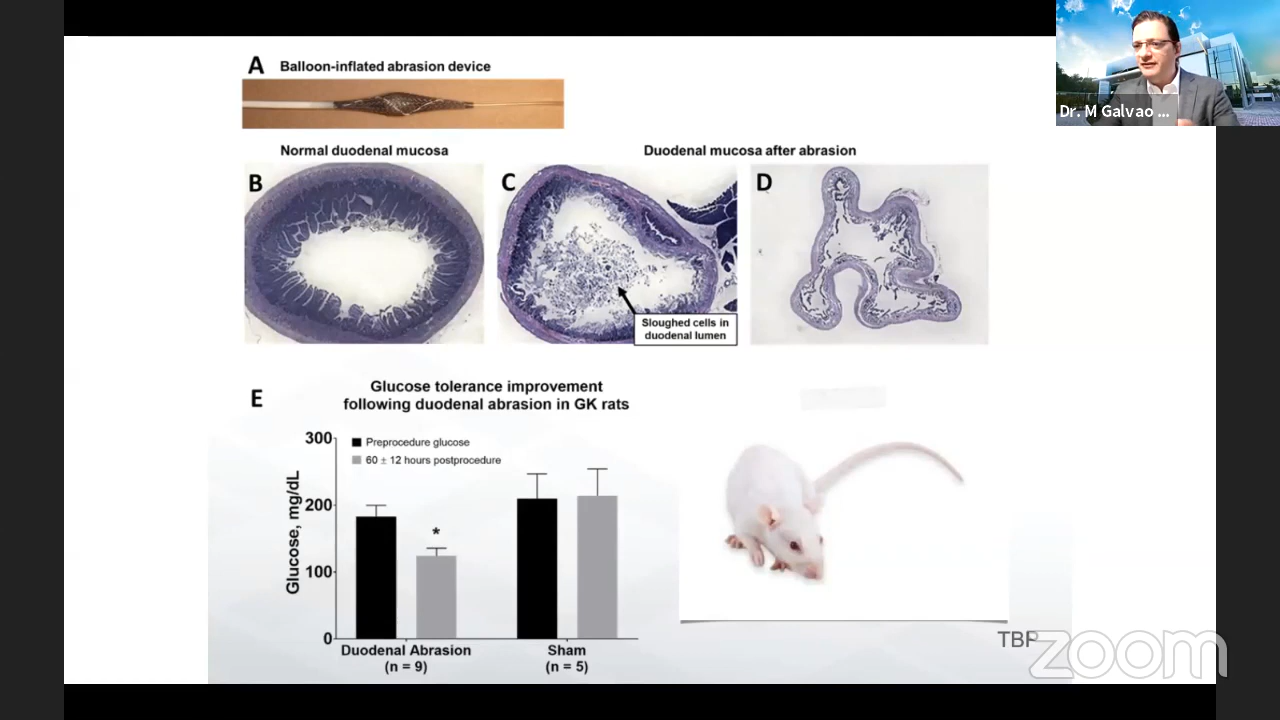 A Balloon-inflated abrasion device
Dr. M Galvao ...
Normal duodenal mucosa
Duodenal mucosa after abrasion
B
C
D
Sloughed cells in
duodenal lumen
E
Glucose tolerance improvement
following duodenal abrasion in GK rats
Preprocedure glucose
60 ± 12 hours postprocedure
Glucose, mg/dL
300
200
100
0
*
Duodenal Abrasion
(n = 9)
Sham
(n = 5)
TBP
zoom